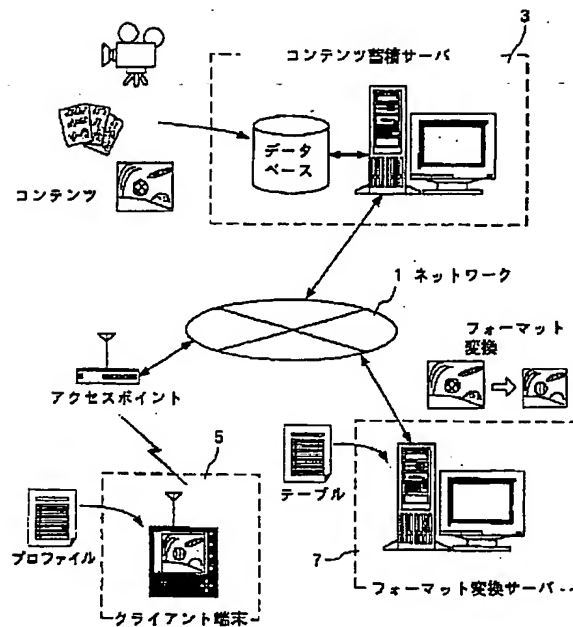 3
コンテンツ蓄積サーバ
データ
ベース
コンテンツ
1 ネットワーク
フォーマット
変換
アクセスポイント
5
テーブル
プロファイル
7
クライアント端末
フォーマット変換サーバ